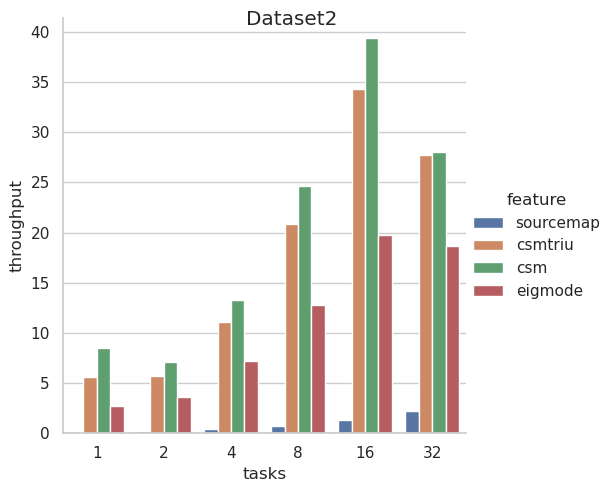 Dataset2
40
35
30
25
20
15
10
5
0
throughput
1 2 4 8 16 32
tasks
feature
sourcemap
csmtriu
csm
eigmode